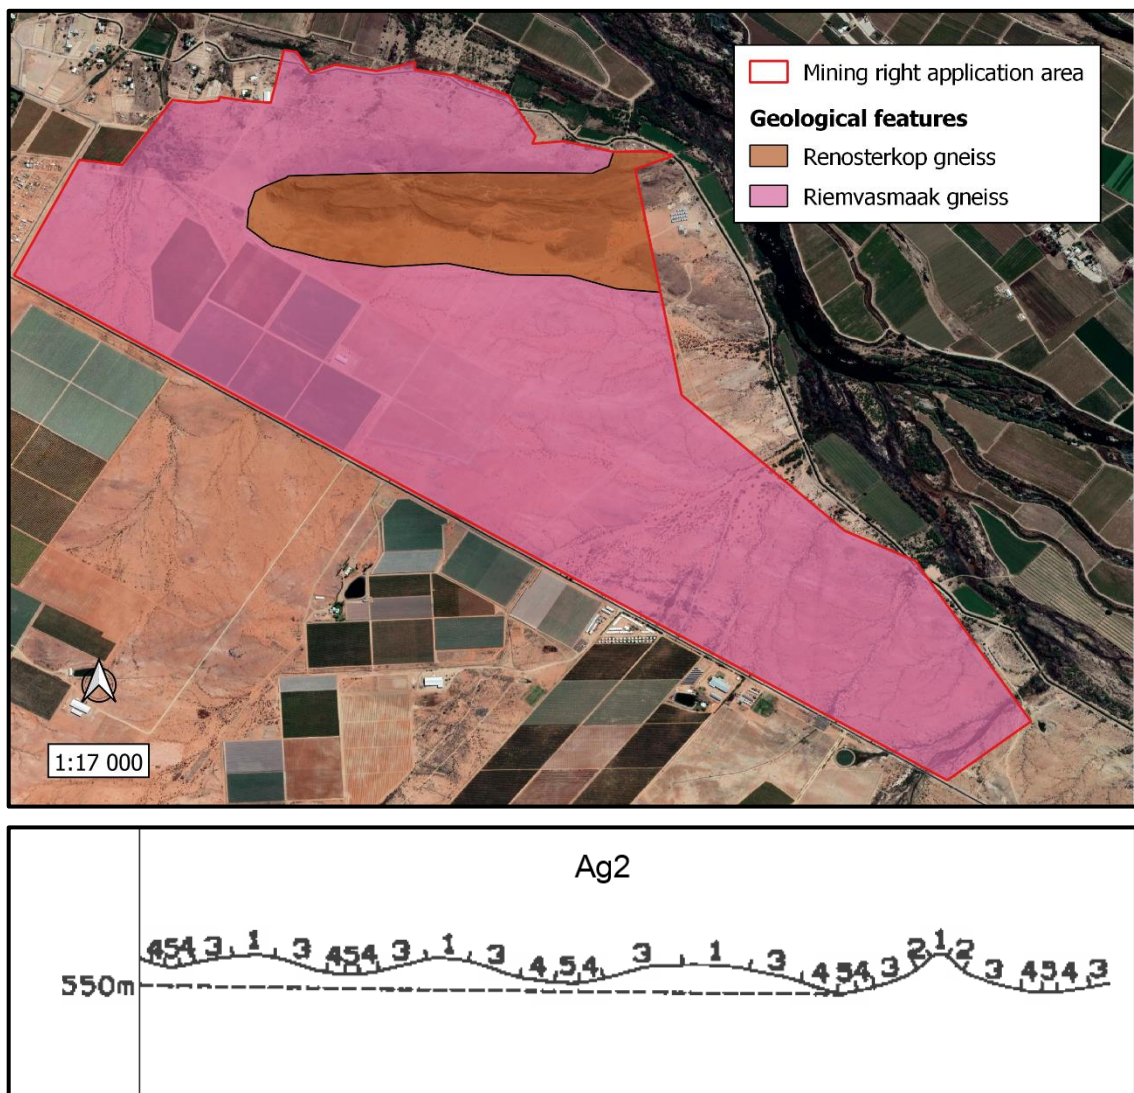 Mining right application area
Geological features
Renosterkop gneiss
Riemvasmaak gneiss
1:17 000
Ag2
4 5 4 3 1 3 4 5 4 3 1 3 4 5 4 3 1 3 4 5 4 3 2 1 2 3 4 5 4 3
550m